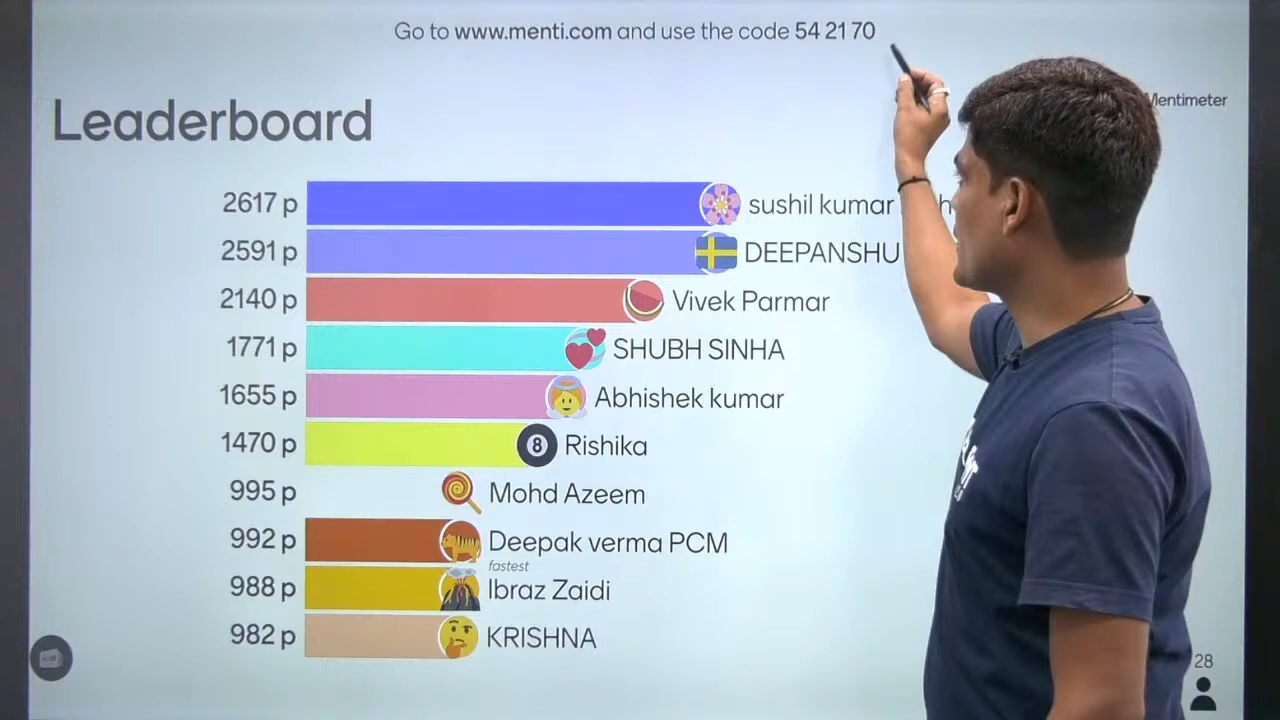 Go to www.menti.com and use the code 54 21 70
Mentimeter
Leaderboard
2617 p sushil kumar
2591 p DEEPANSHU
2140 p Vivek Parmar
1771 p SHUBH SINHA
1655 p Abhishek kumar
1470 p 8 Rishika
995 p Mohd Azeem
992 p Deepak verma PCM
fastest
988 p Ibraz Zaidi
982 p KRISHNA
28